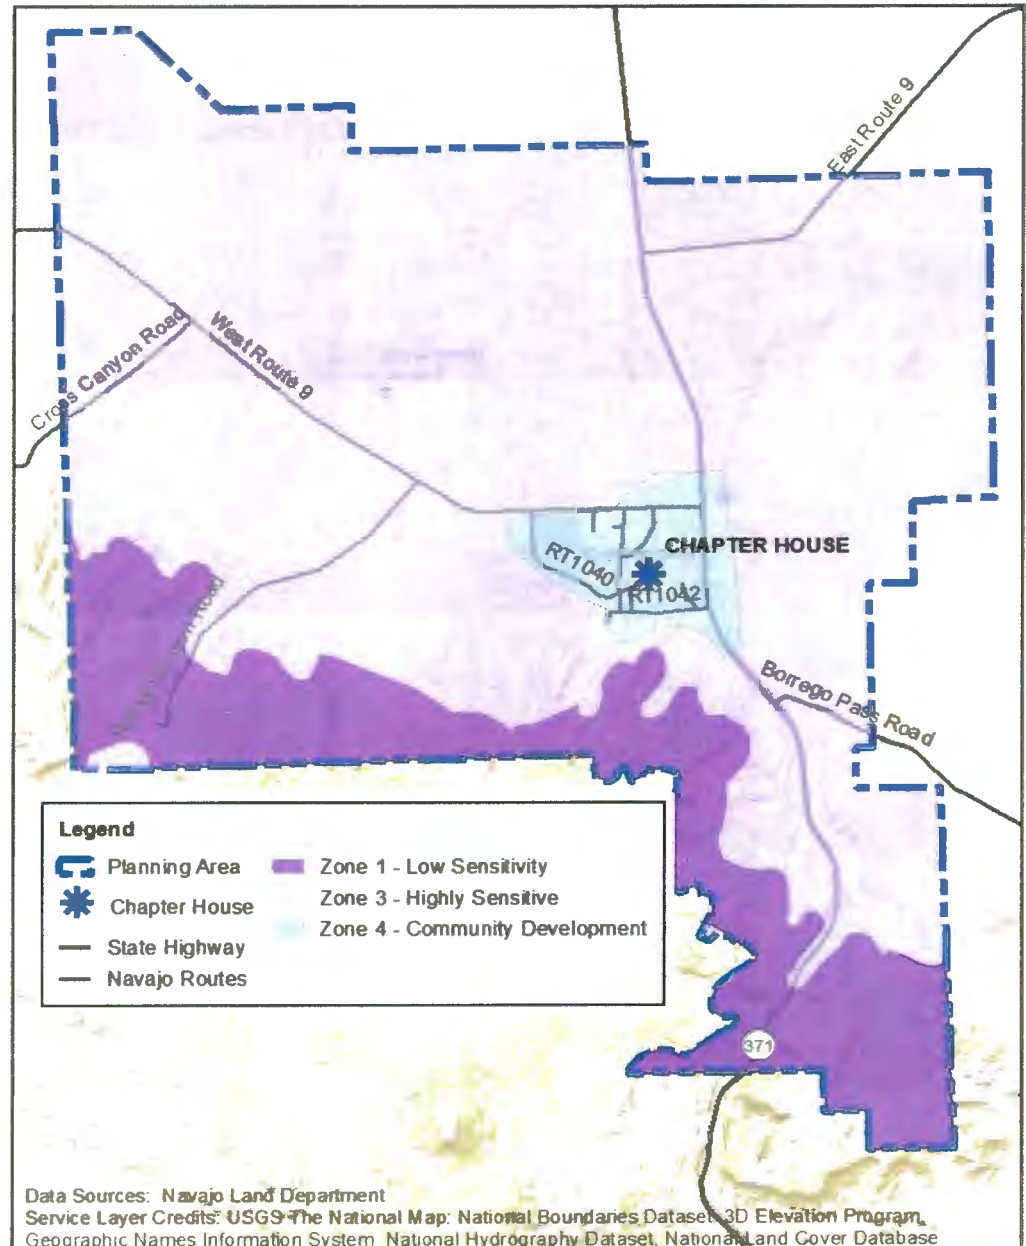 East Route 9
Cross Canyon Road
West Route 9
CHAPTER HOUSE
RT1040
RT1042
Road
Borrego Pass Road
Legend
Planning Area
Chapter House
State Highway
Navajo Routes
Zone 1 - Low Sensitivity
Zone 3 - Highly Sensitive
Zone 4 - Community Development
371
Data Sources: Navajo Land Department
Service Layer Credits: USGS The National Map: National Boundaries Dataset, 3D Elevation Program,
Geographic Names Information System, National Hydrography Dataset, National Land Cover Database